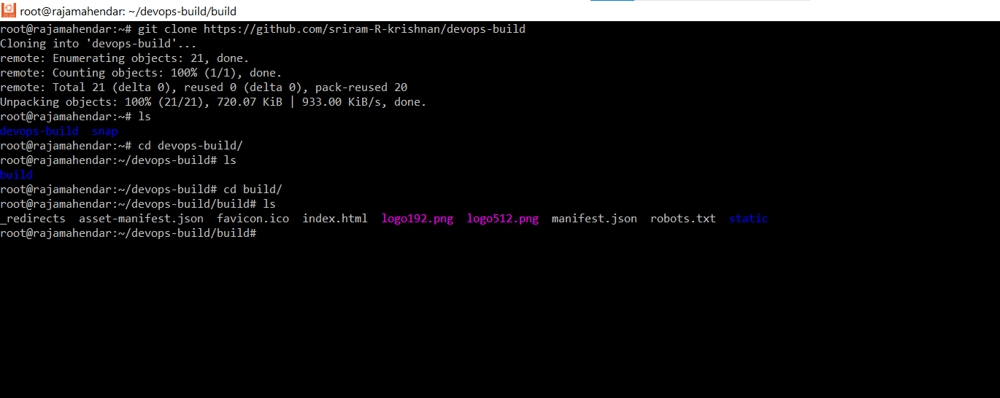 root@rajamahendar: ~/devops-build/build
root@rajamahendar:~# git clone https://github.com/sriram-R-krishnan/devops-build
Cloning into 'devops-build'...
remote: Enumerating objects: 21, done.
remote: Counting objects: 100% (1/1), done.
remote: Total 21 (delta 0), reused 0 (delta 0), pack-reused 20
Unpacking objects: 100% (21/21), 720.07 KiB | 933.00 KiB/s, done.
root@rajamahendar:~# ls
devops-build  snap
root@rajamahendar:~# cd devops-build/
root@rajamahendar:~/devops-build# ls
build
root@rajamahendar:~/devops-build# cd build/
root@rajamahendar:~/devops-build/build# ls
_redirects  asset-manifest.json  favicon.ico  index.html  logo192.png  logo512.png  manifest.json  robots.txt  static
root@rajamahendar:~/devops-build/build#